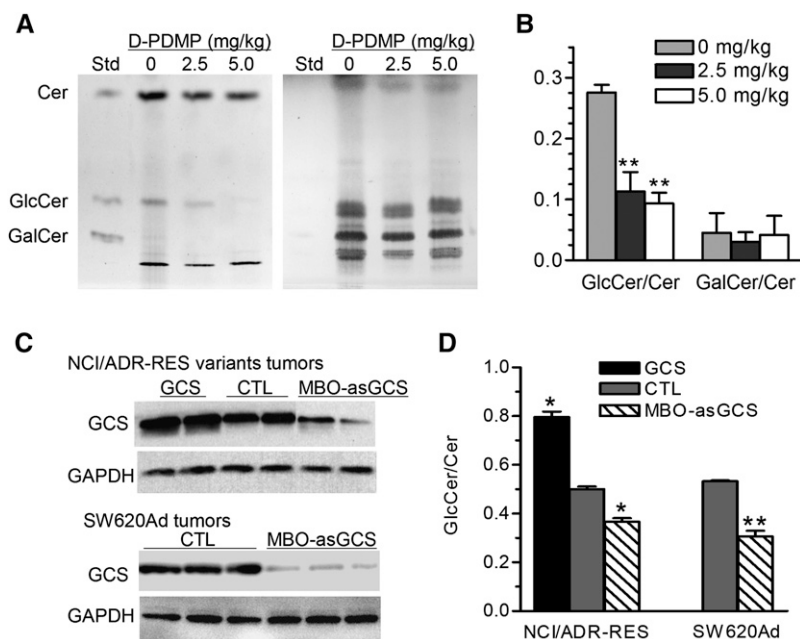 A
D-PDMP (mg/kg) D-PDMP (mg/kg)
Std 0 2.5 5.0 Std 0 2.5 5.0
Cer
GlcCer
GalCer
B
0 mg/kg
2.5 mg/kg
5.0 mg/kg
0.3
0.2
0.1
0.0
** **
GlcCer/Cer GalCer/Cer
C
NCI/ADR-RES variants tumors
GCS CTL MBO-asGCS
GCS
GAPDH
SW620Ad tumors
CTL MBO-asGCS
GCS
GAPDH
D
GCS
CTL
MBO-asGCS
GlcCer/Cer
1.0
0.8
0.6
0.4
0.2
0.0
* * **
NCI/ADR-RES SW620Ad